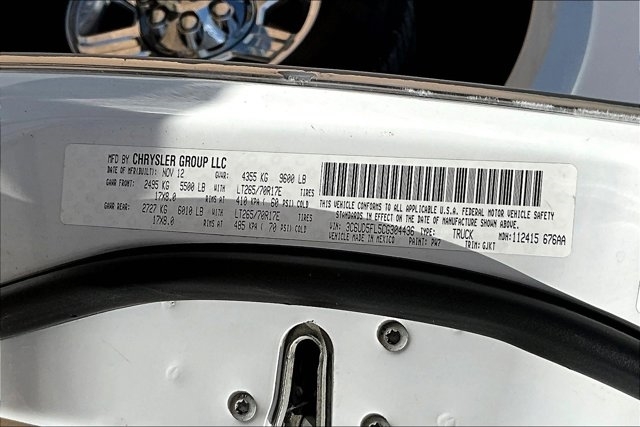 MFD BY CHRYSLER GROUP LLC
DATE OF MFR(BUILT): NOV 12 GVWR: 4355 KG 9600 LB
GAWR FRONT: 2495 KG 5500 LB WITH LT265/70R17E TIRES
17X8.0 RIMS AT 410 KPA ( 60 PSI) COLD
GAWR REAR: 2727 KG 6010 LB WITH LT265/70R17E TIRES
17X8.0 RIMS AT 485 KPA ( 70 PSI) COLD
THIS VEHICLE CONFORMS TO ALL APPLICABLE U.S.A. FEDERAL MOTOR VEHICLE SAFETY
STANDARDS IN EFFECT ON THE DATE OF MANUFACTURE SHOWN ABOVE.
VIN: 3C6UD5FL5CG304436 TYPE: TRUCK MDH: 112415 676AA
VEHICLE MADE IN MEXICO PAINT: PW7 TRIM: GJKT